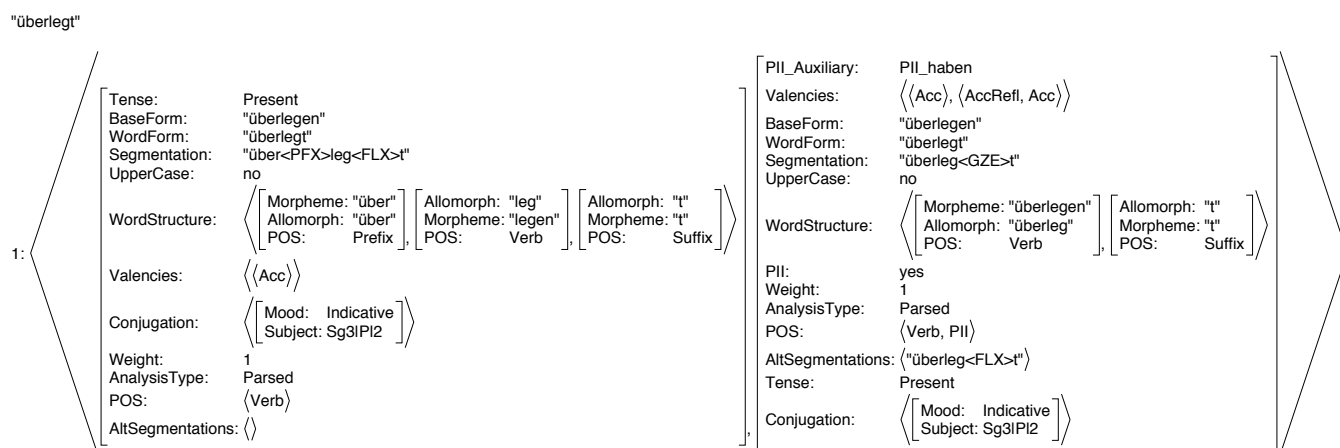 "überlegt"
1:
Tense: Present
BaseForm: "überlegen"
WordForm: "überlegt"
Segmentation: "über<PFX>leg<FLX>t"
UpperCase: no
WordStructure: ⟨[Morpheme: "über"
Allomorph: "über"
POS: Prefix], [Allomorph: "leg"
Morpheme: "legen"
POS: Verb], [Allomorph: "t"
Morpheme: "t"
POS: Suffix]⟩
Valencies: ⟨⟨Acc⟩⟩
Conjugation: ⟨[Mood: Indicative
Subject: Sg3|Pl2]⟩
Weight: 1
AnalysisType: Parsed
POS: ⟨Verb⟩
AltSegmentations: ⟨⟩,
PII_Auxiliary: PII_haben
Valencies: ⟨⟨Acc⟩, ⟨AccRefl, Acc⟩⟩
BaseForm: "überlegen"
WordForm: "überlegt"
Segmentation: "überleg<GZE>t"
UpperCase: no
WordStructure: ⟨[Morpheme: "überlegen"
Allomorph: "überleg"
POS: Verb], [Allomorph: "t"
Morpheme: "t"
POS: Suffix]⟩
PII: yes
Weight: 1
AnalysisType: Parsed
POS: ⟨Verb, PII⟩
AltSegmentations: ⟨"überleg<FLX>t"⟩
Tense: Present
Conjugation: ⟨[Mood: Indicative
Subject: Sg3|Pl2]⟩